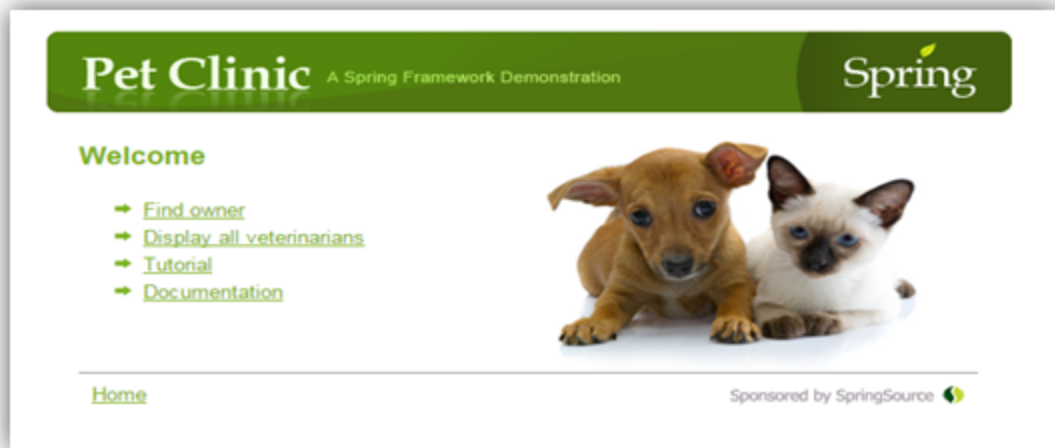 Pet Clinic A Spring Framework Demonstration
Spring
Welcome
Find owner
Display all veterinarians
Tutorial
Documentation
Home
Sponsored by SpringSource